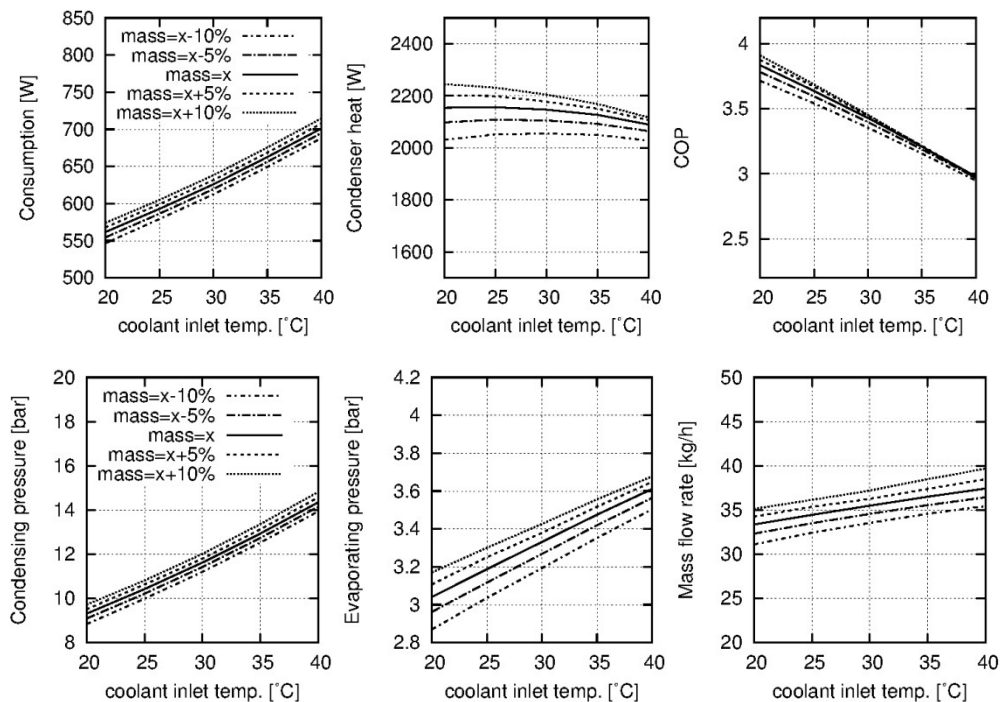 Consumption [W]
850
800
750
700
650
600
550
500
mass=x-10%
mass=x-5%
mass=x
mass=x+5%
mass=x+10%
20 25 30 35 40
coolant inlet temp. [°C]
Condenser heat [W]
2400
2200
2000
1800
1600
20 25 30 35 40
coolant inlet temp. [°C]
COP
4
3.5
3
2.5
20 25 30 35 40
coolant inlet temp. [°C]
Condensing pressure [bar]
20
18
16
14
12
10
8
mass=x-10%
mass=x-5%
mass=x
mass=x+5%
mass=x+10%
20 25 30 35 40
coolant inlet temp. [°C]
Evaporating pressure [bar]
4.2
4
3.8
3.6
3.4
3.2
3
2.8
20 25 30 35 40
coolant inlet temp. [°C]
Mass flow rate [kg/h]
50
45
40
35
30
25
20
20 25 30 35 40
coolant inlet temp. [°C]